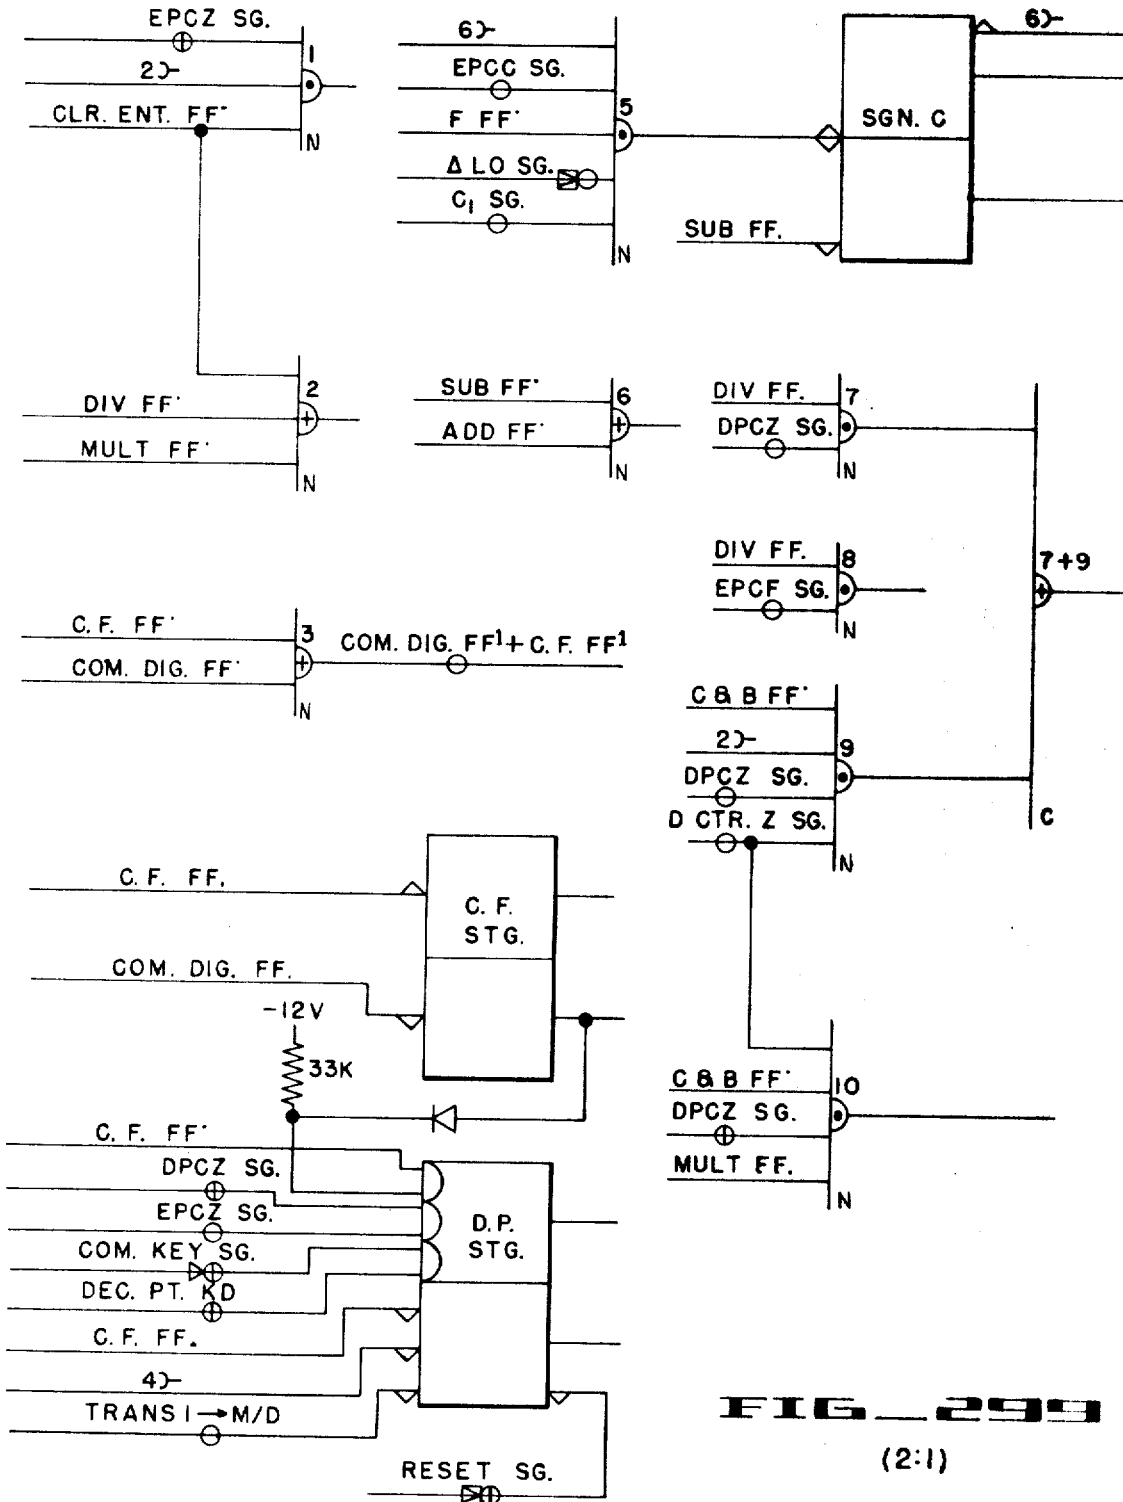 EPCZ SG.
2)-
1
CLR. ENT. FF'
N
6)-
EPCC SG.
5
F FF'
Δ LO SG.
C1 SG.
N
6)-
SGN. C
SUB FF.
2
DIV FF'
MULT FF'
N
SUB FF'
6
ADD FF'
N
DIV FF.
7
DPCZ SG.
N
DIV FF.
8
EPCF SG.
N
7+9
C
C. F. FF'
3
COM. DIG. FF'
N
COM. DIG. FF1+ C. F. FF1
C & B FF'
2)-
9
DPCZ SG.
D CTR. Z SG.
N
C. F. FF.
C. F.
STG.
COM. DIG. FF.
-12V
33K
C & B FF'
10
DPCZ SG.
MULT FF.
N
C. F. FF'
DPCZ SG.
EPCZ SG.
COM. KEY SG.
DEC. PT. KD
C. F. FF.
4)-
TRANS I→M/D
D. P.
STG.
RESET SG.
FIG_299
(2:1)